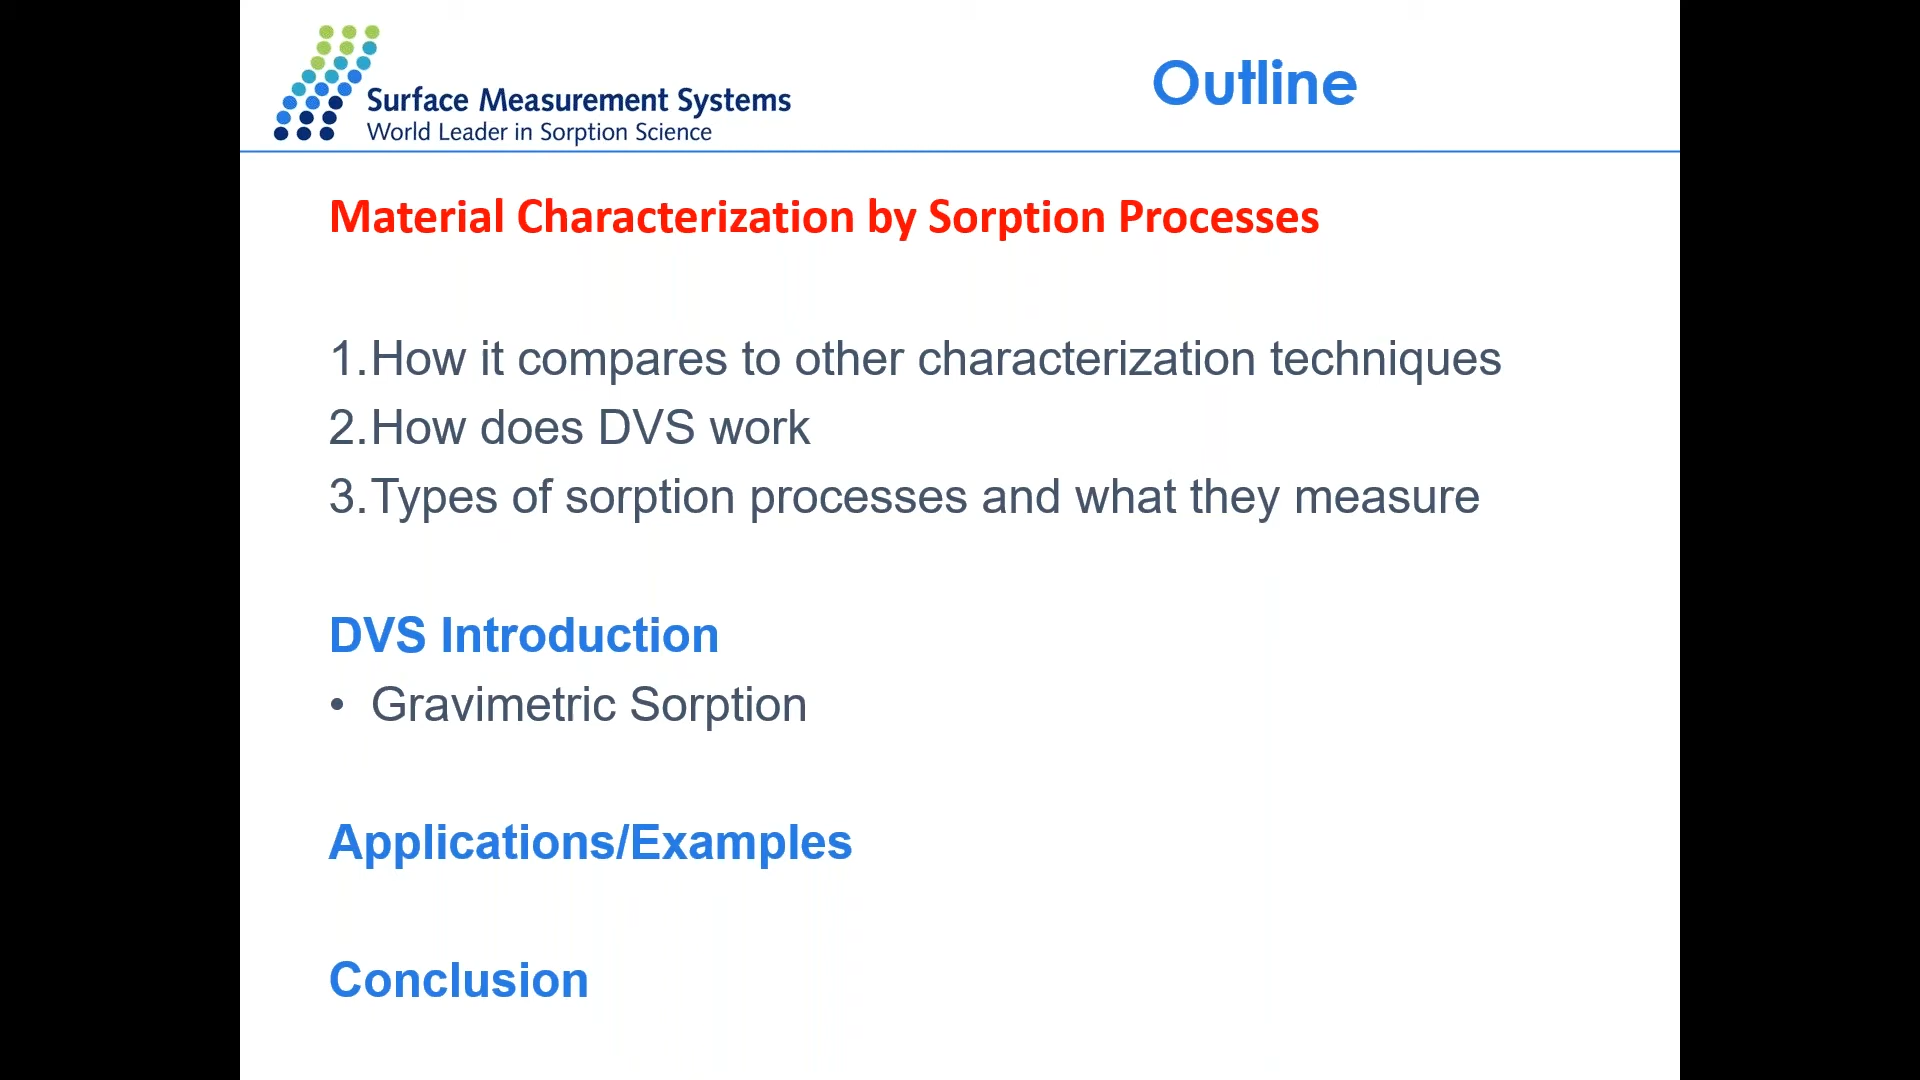 Surface Measurement Systems
World Leader in Sorption Science
Outline
Material Characterization by Sorption Processes
1.How it compares to other characterization techniques
2.How does DVS work
3.Types of sorption processes and what they measure
DVS Introduction
• Gravimetric Sorption
Applications/Examples
Conclusion